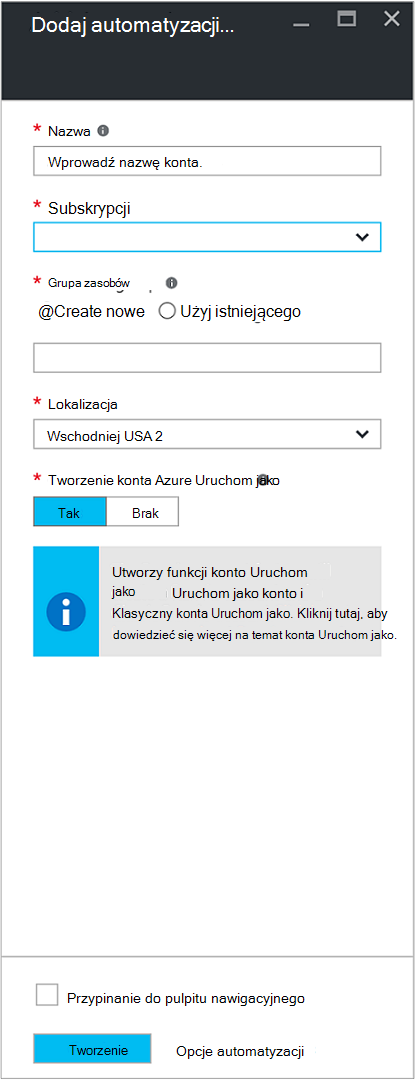 Dodaj automatyzacji...
* Nazwa
Wprowadź nazwę konta.
* Subskrypcji
* Grupa zasobów
@Create nowe Użyj istniejącego
* Lokalizacja
Wschodniej USA 2
* Tworzenie konta Azure Uruchom jako
Tak Brak
Utworzy funkcji konto Uruchom
jako Uruchom jako konto i
Klasyczny konta Uruchom jako. Kliknij tutaj, aby
dowiedzieć się więcej na temat konta Uruchom jako.
Przypinanie do pulpitu nawigacyjnego
Tworzenie Opcje automatyzacji